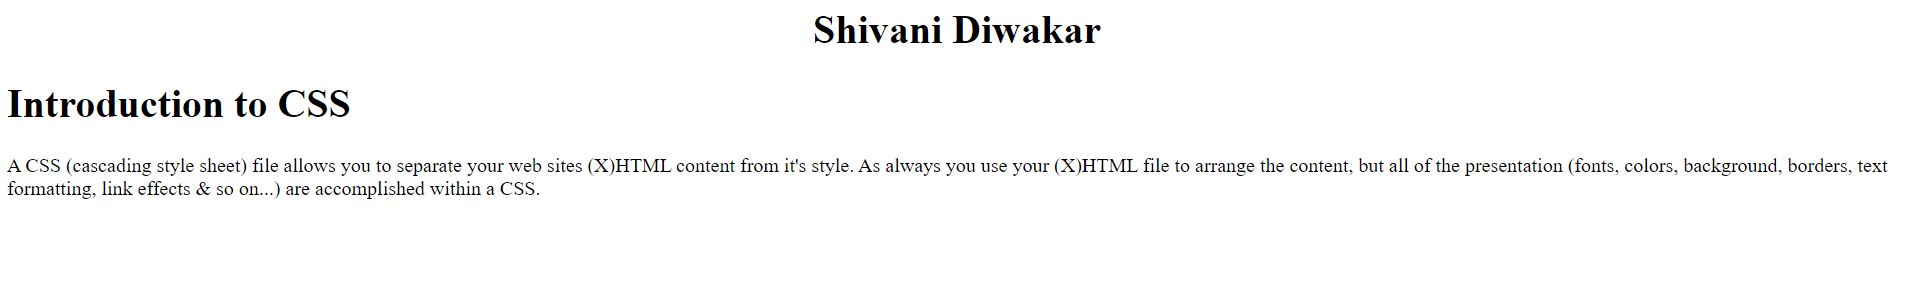 Shivani Diwakar
Introduction to CSS
A CSS (cascading style sheet) file allows you to separate your web sites (X)HTML content from it's style. As always you use your (X)HTML file to arrange the content, but all of the presentation (fonts, colors, background, borders, text
formatting, link effects & so on...) are accomplished within a CSS.